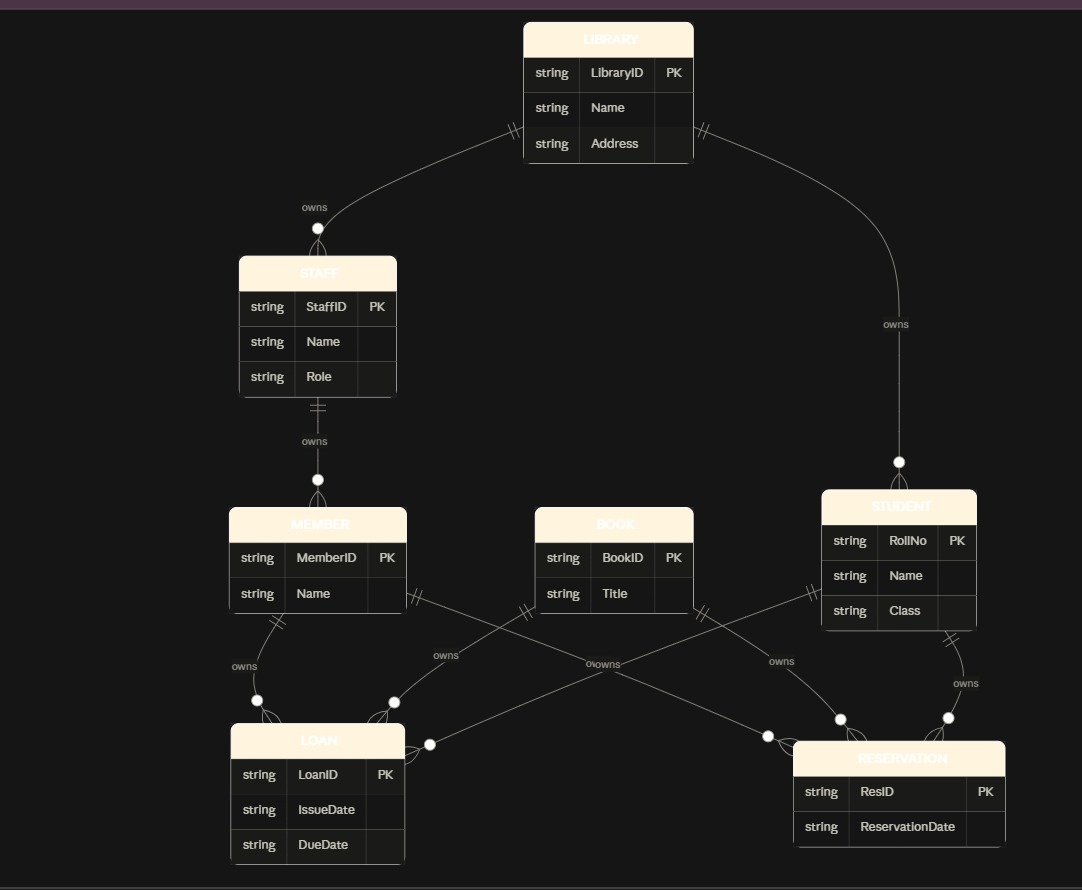 LIBRARY
string LibraryID PK
string Name
string Address
owns
STAFF
string StaffID PK
string Name
string Role
owns
owns
MEMBER
string MemberID PK
string Name
BOOK
string BookID PK
string Title
STUDENT
string RollNo PK
string Name
string Class
owns
owns
owns
owns
owns
LOAN
string LoanID PK
string IssueDate
string DueDate
RESERVATION
string ResID PK
string ReservationDate